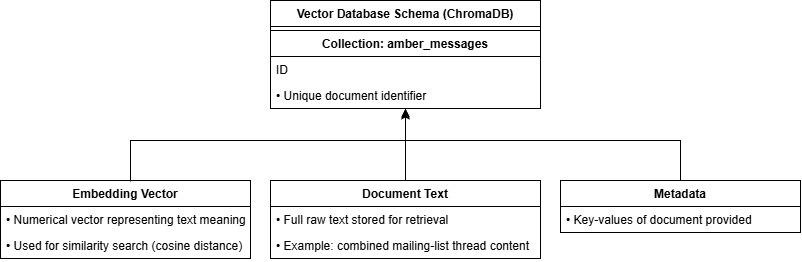 Vector Database Schema (ChromaDB)
Collection: amber_messages
ID
• Unique document identifier
Embedding Vector
• Numerical vector representing text meaning
• Used for similarity search (cosine distance)
Document Text
• Full raw text stored for retrieval
• Example: combined mailing-list thread content
Metadata
• Key-values of document provided